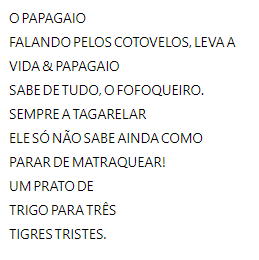 O PAPAGAIO
FALANDO PELOS COTOVELOS, LEVA A
VIDA & PAPAGAIO
SABE DE TUDO, O FOFOQUEIRO.
SEMPRE A TAGARELAR
ELE SÓ NÃO SABE AINDA COMO
PARAR DE MATRAQUEAR!
UM PRATO DE
TRIGO PARA TRÊS
TIGRES TRISTES.